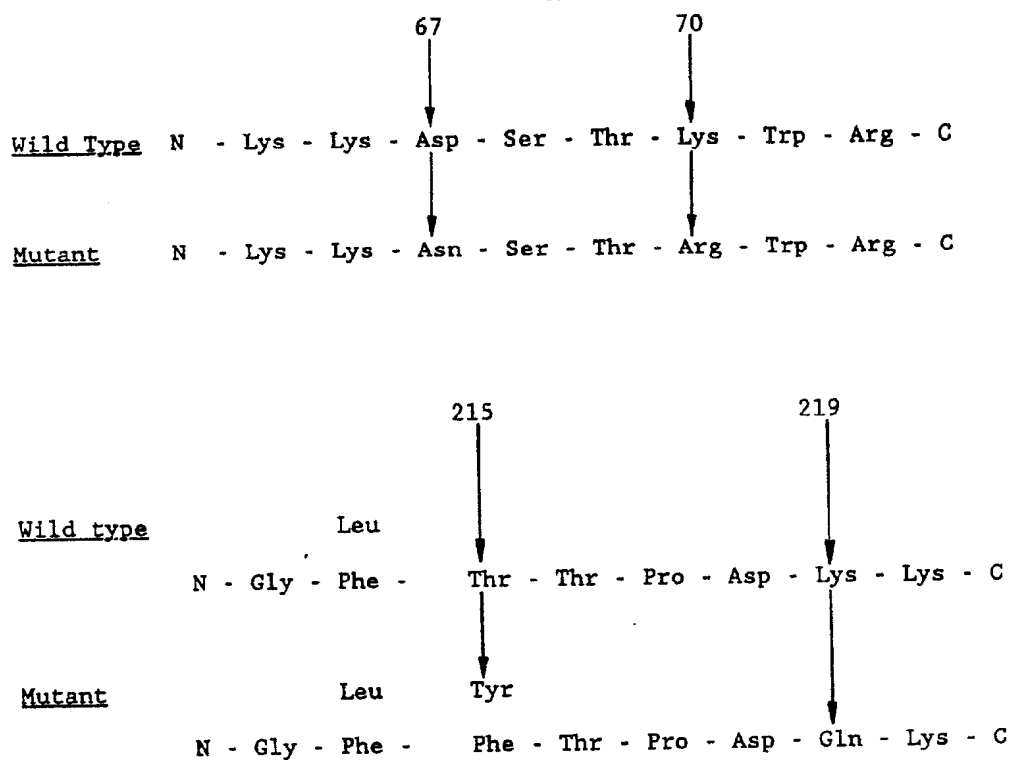 67 70
Wild Type N - Lys - Lys - Asp - Ser - Thr - Lys - Trp - Arg - C
Mutant N - Lys - Lys - Asn - Ser - Thr - Arg - Trp - Arg - C
215 219
Wild type Leu
N - Gly - Phe - Thr - Thr - Pro - Asp - Lys - Lys - C
Mutant Leu Tyr
N - Gly - Phe - Phe - Thr - Pro - Asp - Gln - Lys - C